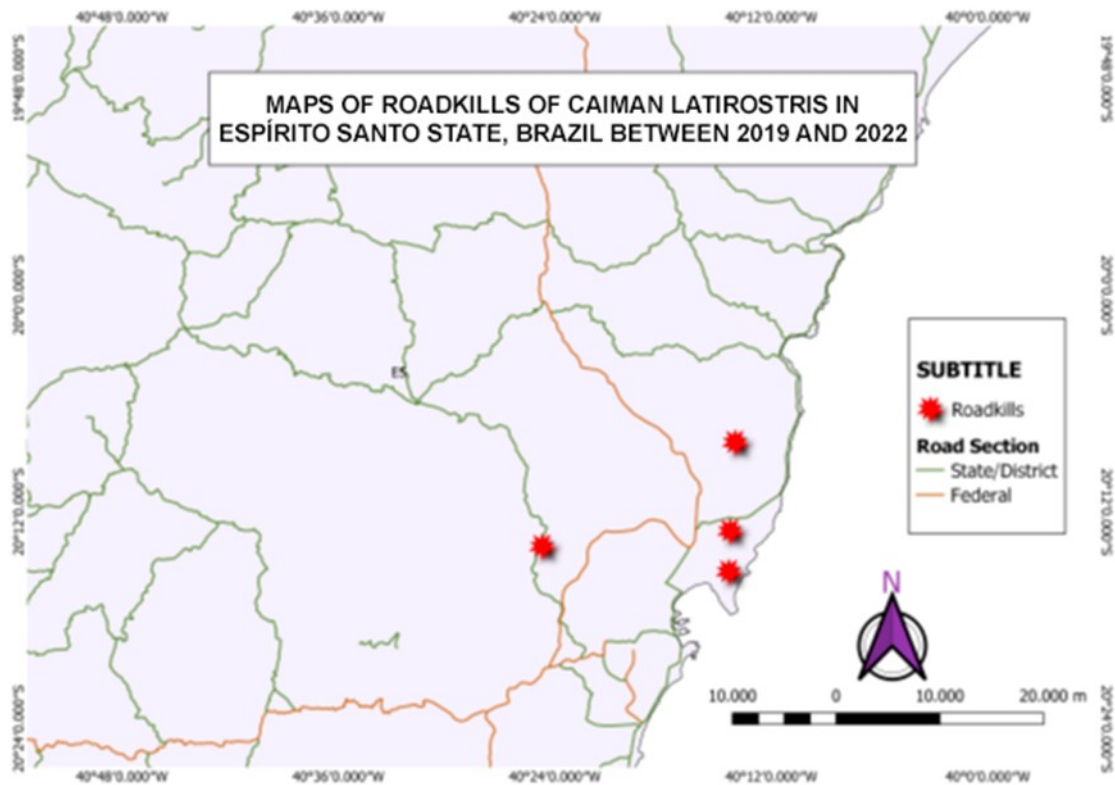 40°48'0.000"W 40°36'0.000"W 40°24'0.000"W 40°12'0.000"W 40°0'0.000"W
19°48'0.000"S
19°48'0.000"S
MAPS OF ROADKILLS OF CAIMAN LATIROSTRIS IN
ESPÍRITO SANTO STATE, BRAZIL BETWEEN 2019 AND 2022
20°0'0.000"S
20°0'0.000"S
ES
SUBTITLE
Roadkills
Road Section
State/District
Federal
20°12'0.000"S
20°12'0.000"S
N
10.000 0 10.000 20.000 m
20°24'0.000"S
20°24'0.000"S
40°48'0.000"W 40°36'0.000"W 40°24'0.000"W 40°12'0.000"W 40°0'0.000"W